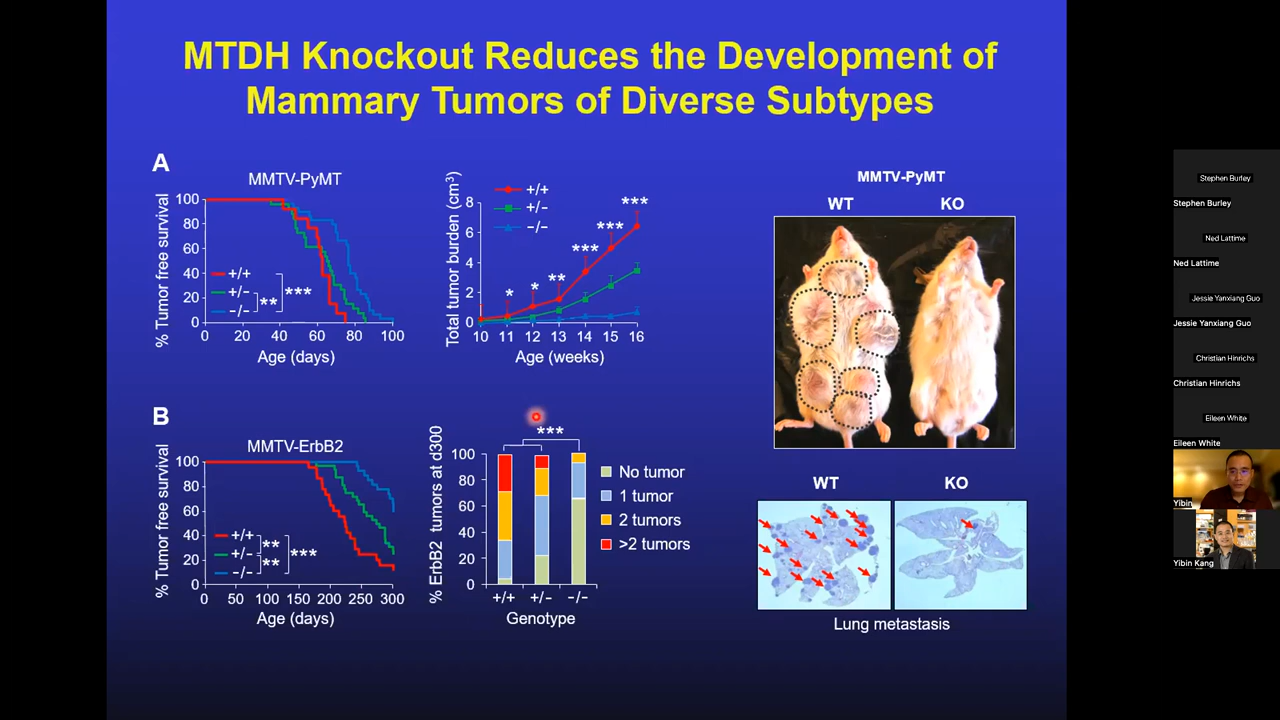 MTDH Knockout Reduces the Development of
Mammary Tumors of Diverse Subtypes
A
MMTV-PyMT
% Tumor free survival
100
80
60
40
20
0
+/+
+/−
−/−
**
***
0 20 40 60 80 100
Age (days)
Total tumor burden (cm³)
8
6
4
2
0
+/+
+/−
−/−
* * ** *** *** ***
10 11 12 13 14 15 16
Age (weeks)
MMTV-PyMT
WT KO
B
MMTV-ErbB2
% Tumor free survival
100
80
60
40
20
0
+/+
+/−
−/−
**
**
***
0 50 100 150 200 250 300
Age (days)
% ErbB2 tumors at d300
***
100
80
60
40
20
0
+/+ +/− −/−
Genotype
No tumor
1 tumor
2 tumors
>2 tumors
WT KO
Lung metastasis
Stephen Burley
Stephen Burley
Ned Lattime
Ned Lattime
Jessie Yanxiang Guo
Jessie Yanxiang Guo
Christian Hinrichs
Christian Hinrichs
Eileen White
Eileen White
Yibin
Yibin Kang